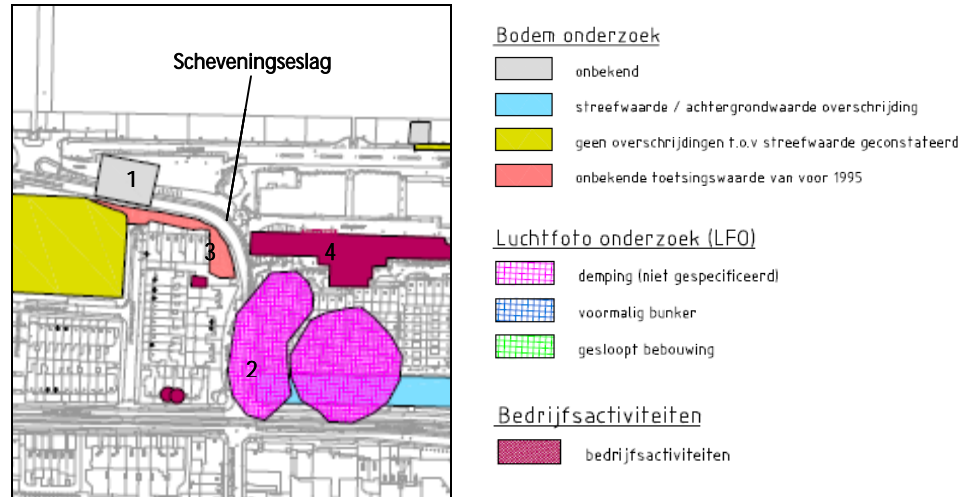 Scheveningseslag
1
3
4
2
Bodem onderzoek
onbekend
streefwaarde / achtergrondwaarde overschrijding
geen overschrijdingen t.o.v streefwaarde geconstateerd
onbekende toetsingswaarde van voor 1995
Luchtfoto onderzoek (LFO)
demping (niet gespecificeerd)
voormalig bunker
gesloopt bebouwing
Bedrijfsactiviteiten
bedrijfsactiviteiten